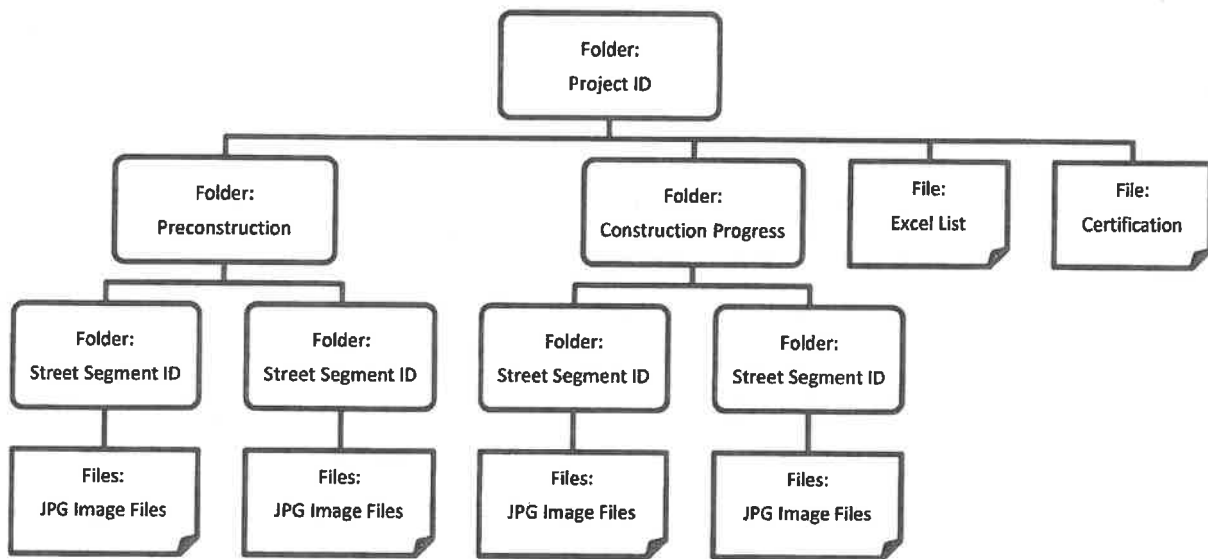 Folder:
Project ID
Folder:
Preconstruction
Folder:
Construction Progress
File:
Excel List
File:
Certification
Folder:
Street Segment ID
Folder:
Street Segment ID
Folder:
Street Segment ID
Folder:
Street Segment ID
Files:
JPG Image Files
Files:
JPG Image Files
Files:
JPG Image Files
Files:
JPG Image Files